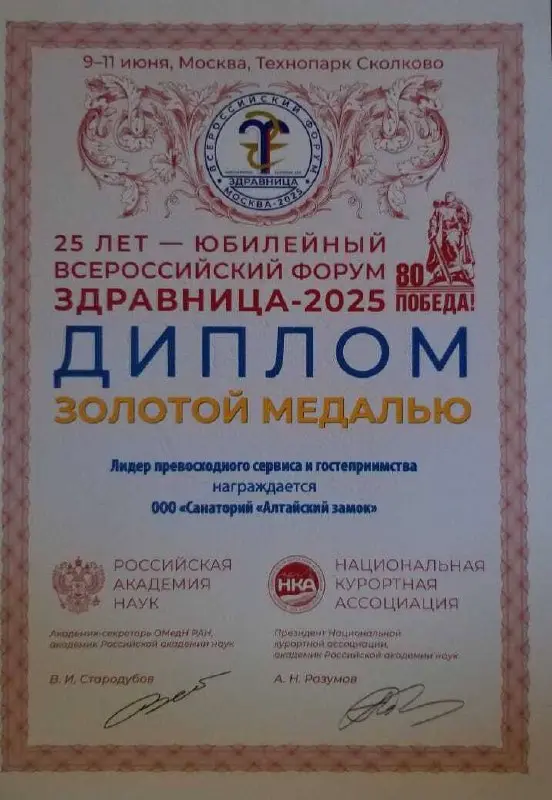 9–11 июня, Москва, Технопарк Сколково
ВСЕРОССИЙСКИЙ ФОРУМ
ЗДРАВНИЦА
МОСКВА-2025
25 ЛЕТ — ЮБИЛЕЙНЫЙ
ВСЕРОССИЙСКИЙ ФОРУМ
ЗДРАВНИЦА-2025
80
ПОБЕДА!
ДИПЛОМ
ЗОЛОТОЙ МЕДАЛЬЮ
Лидер превосходного сервиса и гостеприимства
награждается
ООО «Санаторий «Алтайский замок»
РОССИЙСКАЯ
АКАДЕМИЯ
НАУК
НКА
НАЦИОНАЛЬНАЯ
КУРОРТНАЯ
АССОЦИАЦИЯ
Академик-секретарь ОМедН РАН,
академик Российской академии наук
В. И. Стародубов
Президент Национальной
курортной ассоциации,
академик Российской академии наук
А. Н. Разумов